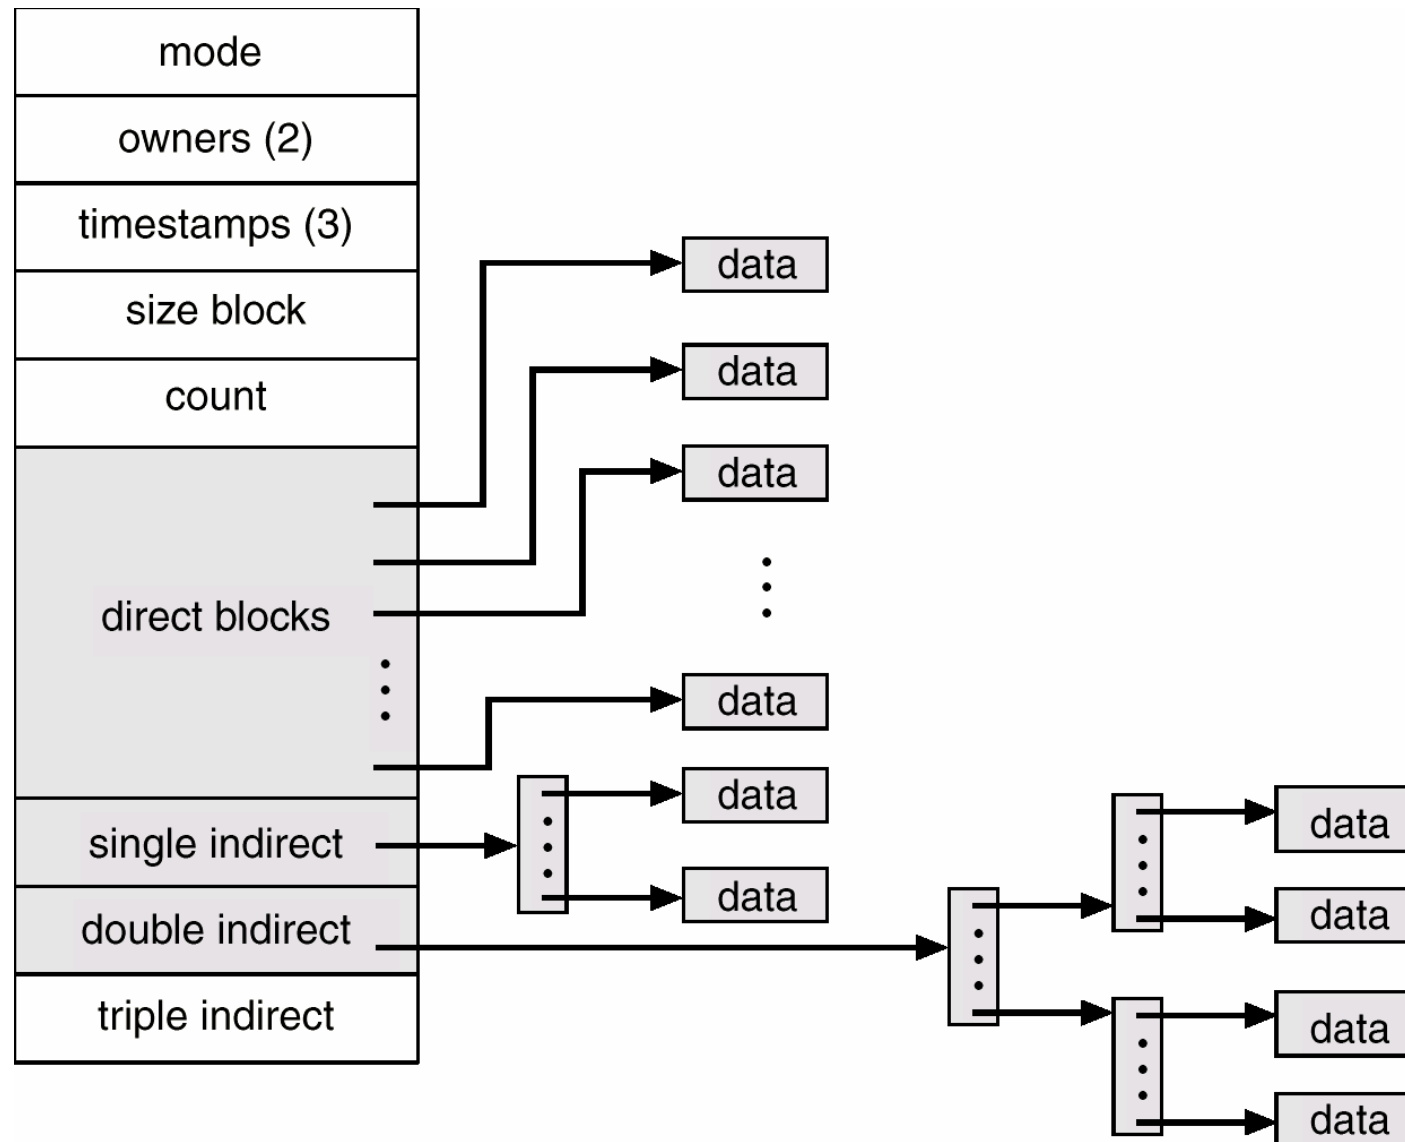 mode
owners (2)
timestamps (3)
size block
count
direct blocks
single indirect
double indirect
triple indirect
data
data
data
data
data
data
data
data
data
data